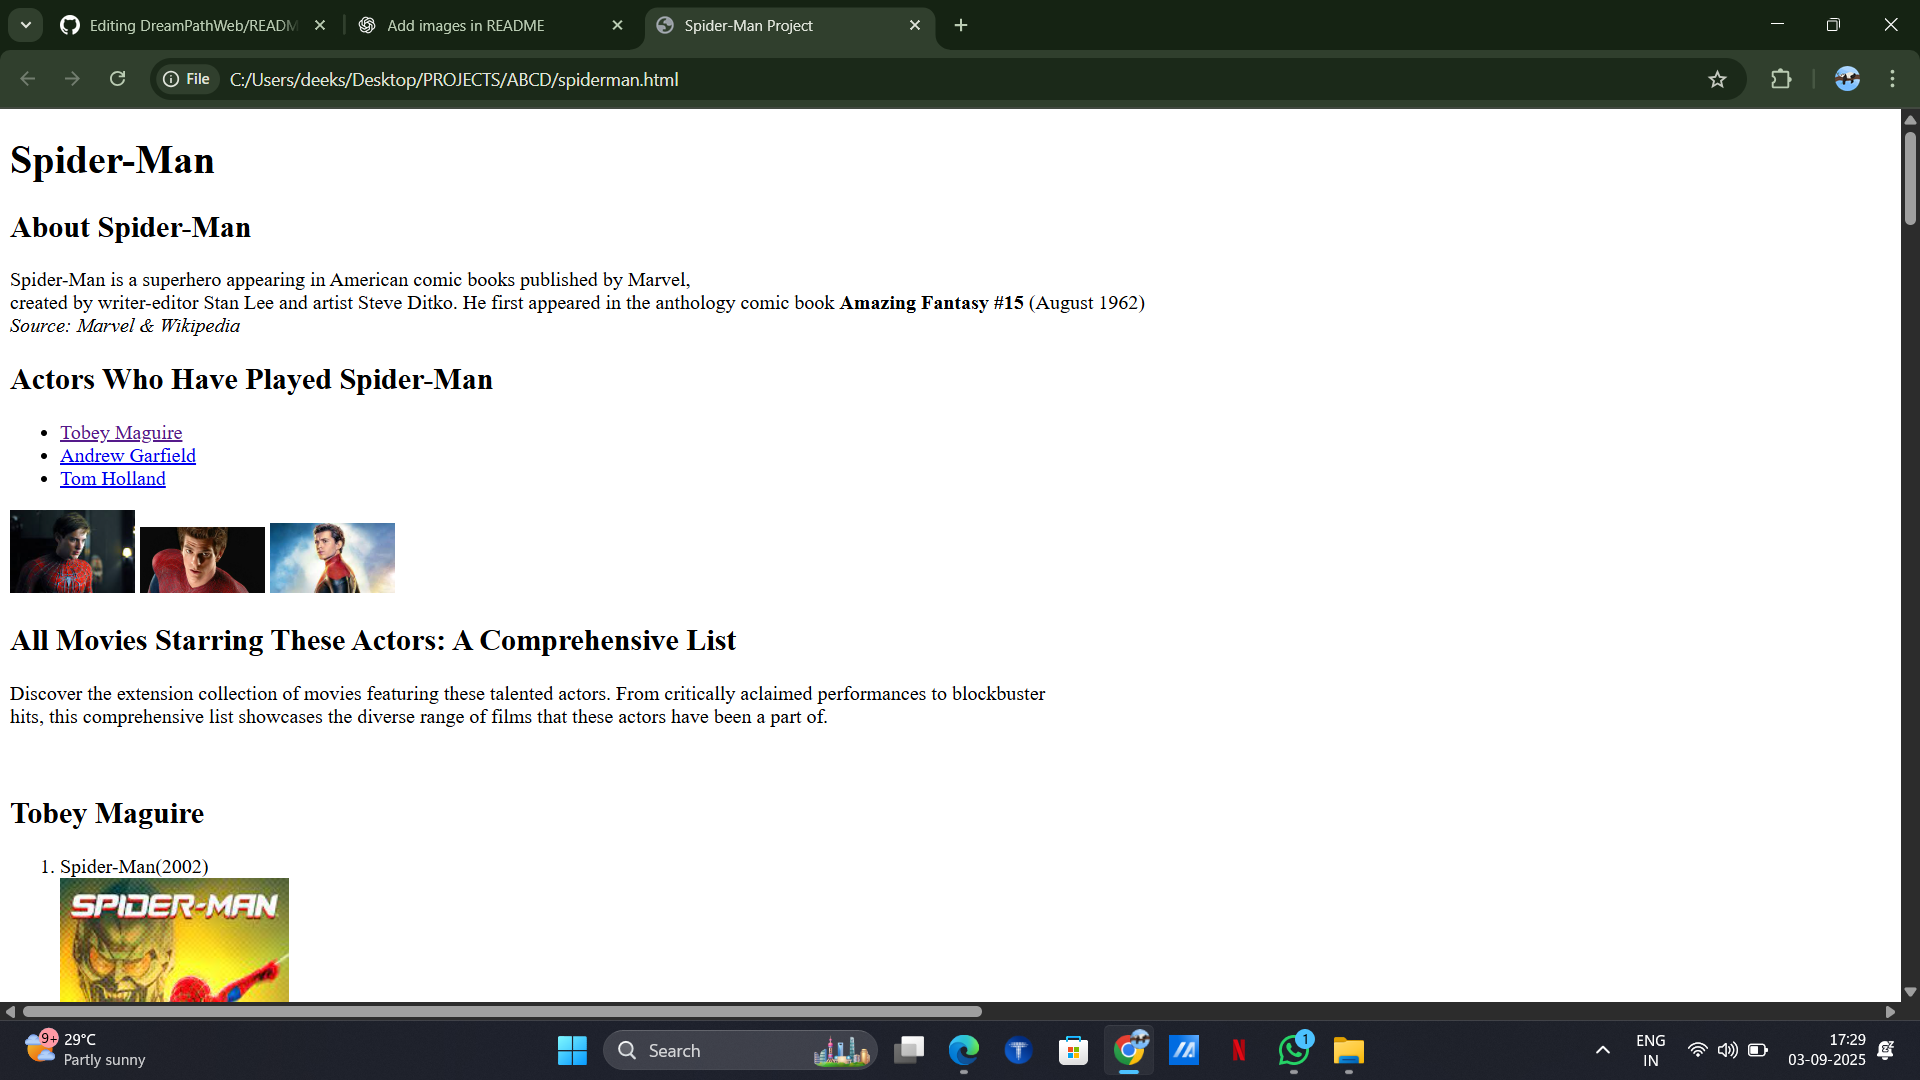 Editing DreamPathWeb/READM
Add images in README
Spider-Man Project
File
C:/Users/deeks/Desktop/PROJECTS/ABCD/spiderman.html
Spider-Man
About Spider-Man
Spider-Man is a superhero appearing in American comic books published by Marvel,
created by writer-editor Stan Lee and artist Steve Ditko. He first appeared in the anthology comic book Amazing Fantasy #15 (August 1962)
Source: Marvel & Wikipedia
Actors Who Have Played Spider-Man
• Tobey Maguire
• Andrew Garfield
• Tom Holland
All Movies Starring These Actors: A Comprehensive List
Discover the extension collection of movies featuring these talented actors. From critically aclaimed performances to blockbuster
hits, this comprehensive list showcases the diverse range of films that these actors have been a part of.
Tobey Maguire
1. Spider-Man(2002)
SPIDER-MAN
9+
29°C
Partly sunny
Search
1
ENG
IN
17:29
03-09-2025